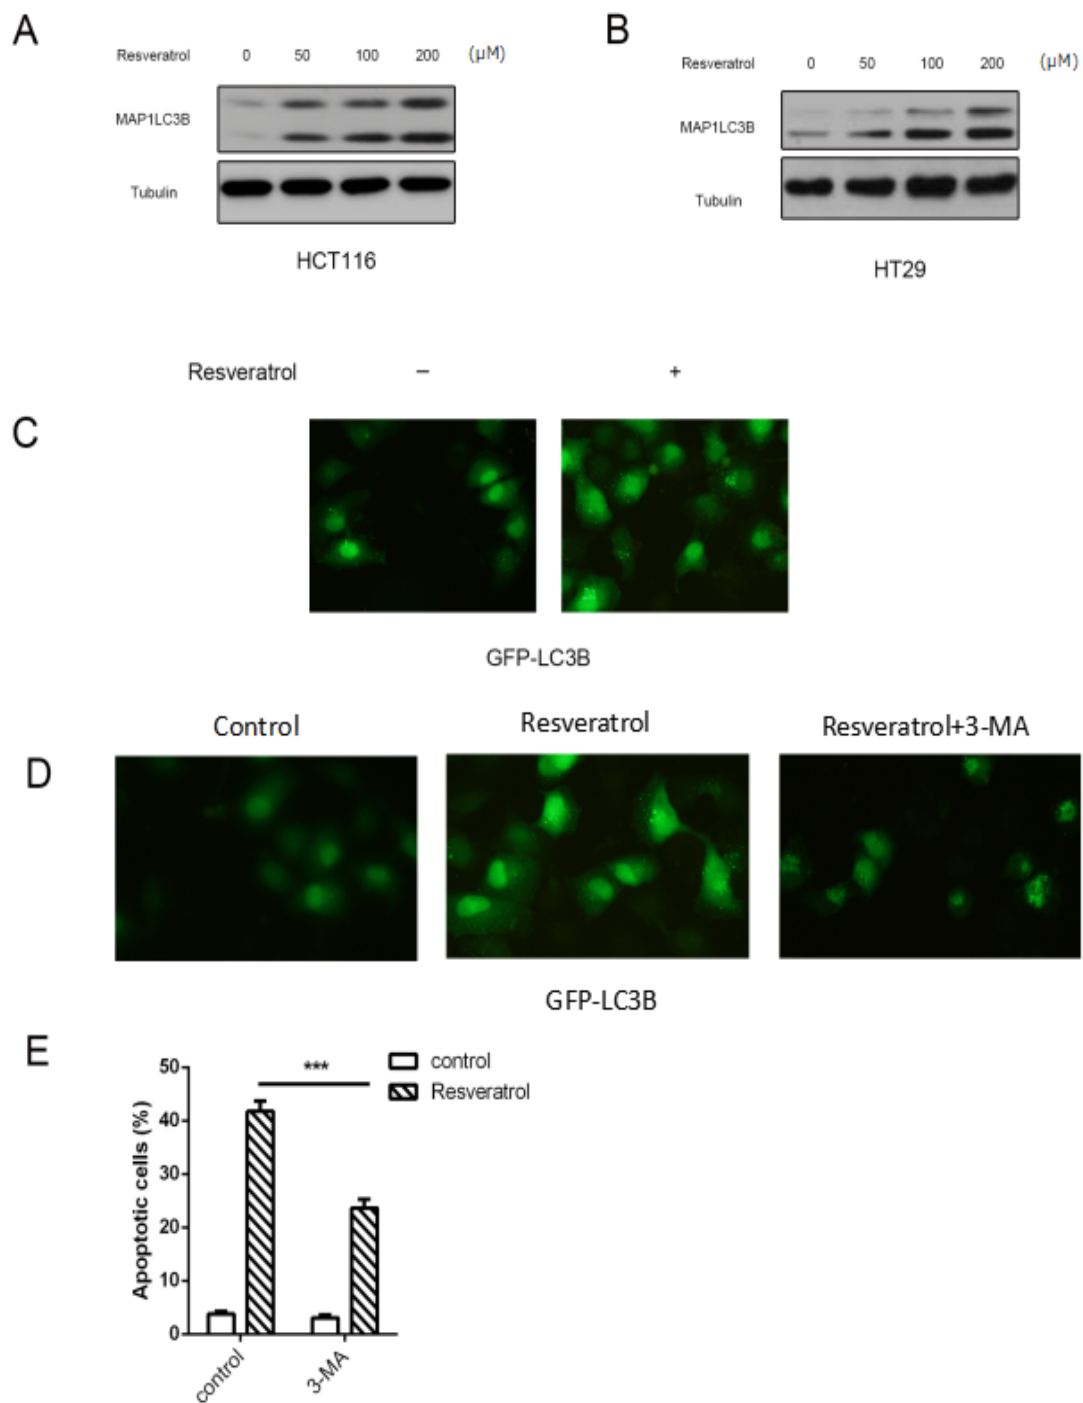 A
B
Resveratrol 0 50 100 200 (μM)
Resveratrol 0 50 100 200 (μM)
MAP1LC3B
MAP1LC3B
Tubulin
Tubulin
HCT116
HT29
Resveratrol – +
C
GFP-LC3B
Control Resveratrol Resveratrol+3-MA
D
GFP-LC3B
E
50
40
30
20
10
0
Apoptotic cells (%)
***
control
Resveratrol
control
3-MA